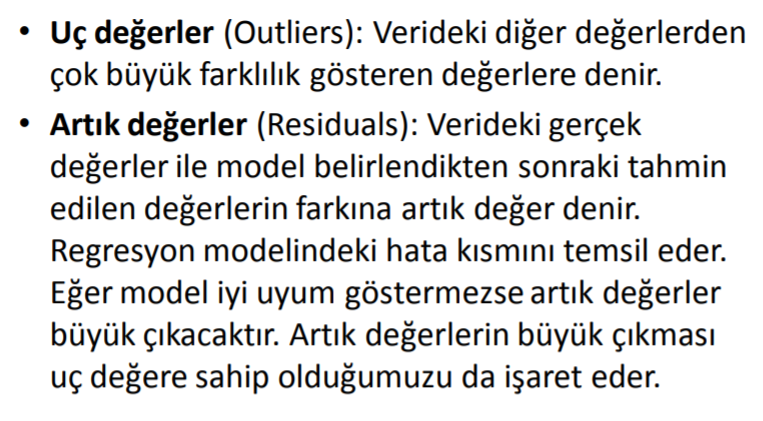 • Uç değerler (Outliers): Verideki diğer değerlerden
çok büyük farklılık gösteren değerlere denir.
• Artık değerler (Residuals): Verideki gerçek
değerler ile model belirlendikten sonraki tahmin
edilen değerlerin farkına artık değer denir.
Regresyon modelindeki hata kısmını temsil eder.
Eğer model iyi uyum göstermezse artık değerler
büyük çıkacaktır. Artık değerlerin büyük çıkması
uç değere sahip olduğumuzu da işaret eder.